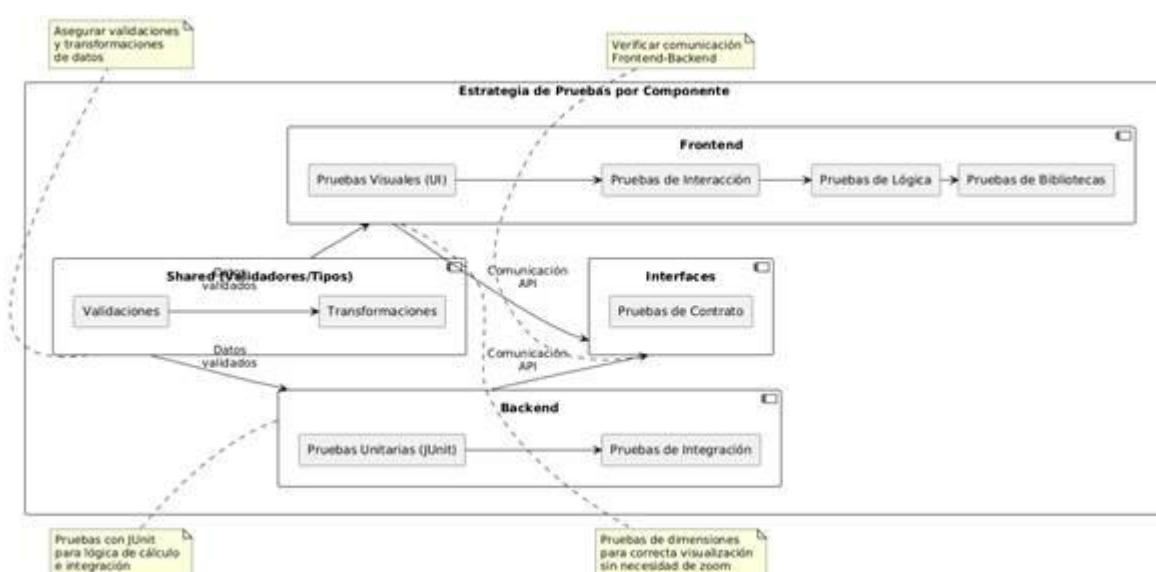 Asegurar validaciones
y transformaciones
de datos
Verificar comunicación
Frontend-Backend
Estrategia de Pruebas por Componente
Frontend
Pruebas Visuales (UI)
Pruebas de Interacción
Pruebas de Lógica
Pruebas de Bibliotecas
Shared (Validadores/Tipos)
Datos
validados
Validaciones
Transformaciones
Comunicación
API
Interfaces
Pruebas de Contrato
Datos
validados
Comunicación
API
Backend
Pruebas Unitarias (JUnit)
Pruebas de Integración
Pruebas con JUnit
para lógica de cálculo
e integración
Pruebas de dimensiones
para correcta visualización
sin necesidad de zoom